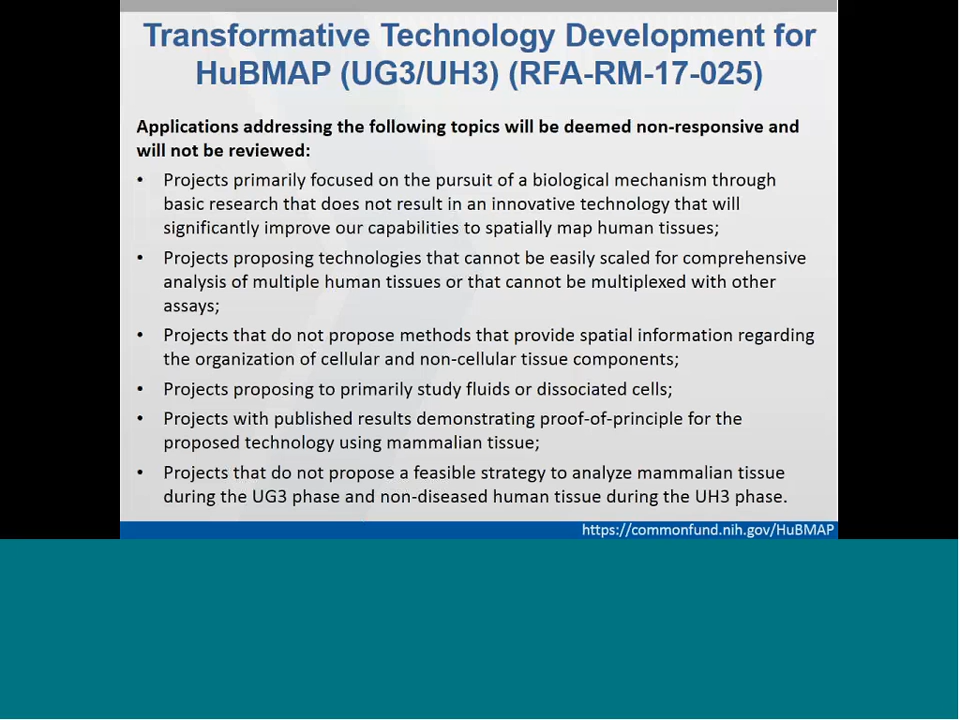 Transformative Technology Development for
HuBMAP (UG3/UH3) (RFA-RM-17-025)
Applications addressing the following topics will be deemed non-responsive and
will not be reviewed:
• Projects primarily focused on the pursuit of a biological mechanism through
basic research that does not result in an innovative technology that will
significantly improve our capabilities to spatially map human tissues;
• Projects proposing technologies that cannot be easily scaled for comprehensive
analysis of multiple human tissues or that cannot be multiplexed with other
assays;
• Projects that do not propose methods that provide spatial information regarding
the organization of cellular and non-cellular tissue components;
• Projects proposing to primarily study fluids or dissociated cells;
• Projects with published results demonstrating proof-of-principle for the
proposed technology using mammalian tissue;
• Projects that do not propose a feasible strategy to analyze mammalian tissue
during the UG3 phase and non-diseased human tissue during the UH3 phase.
https://commonfund.nih.gov/HuBMAP